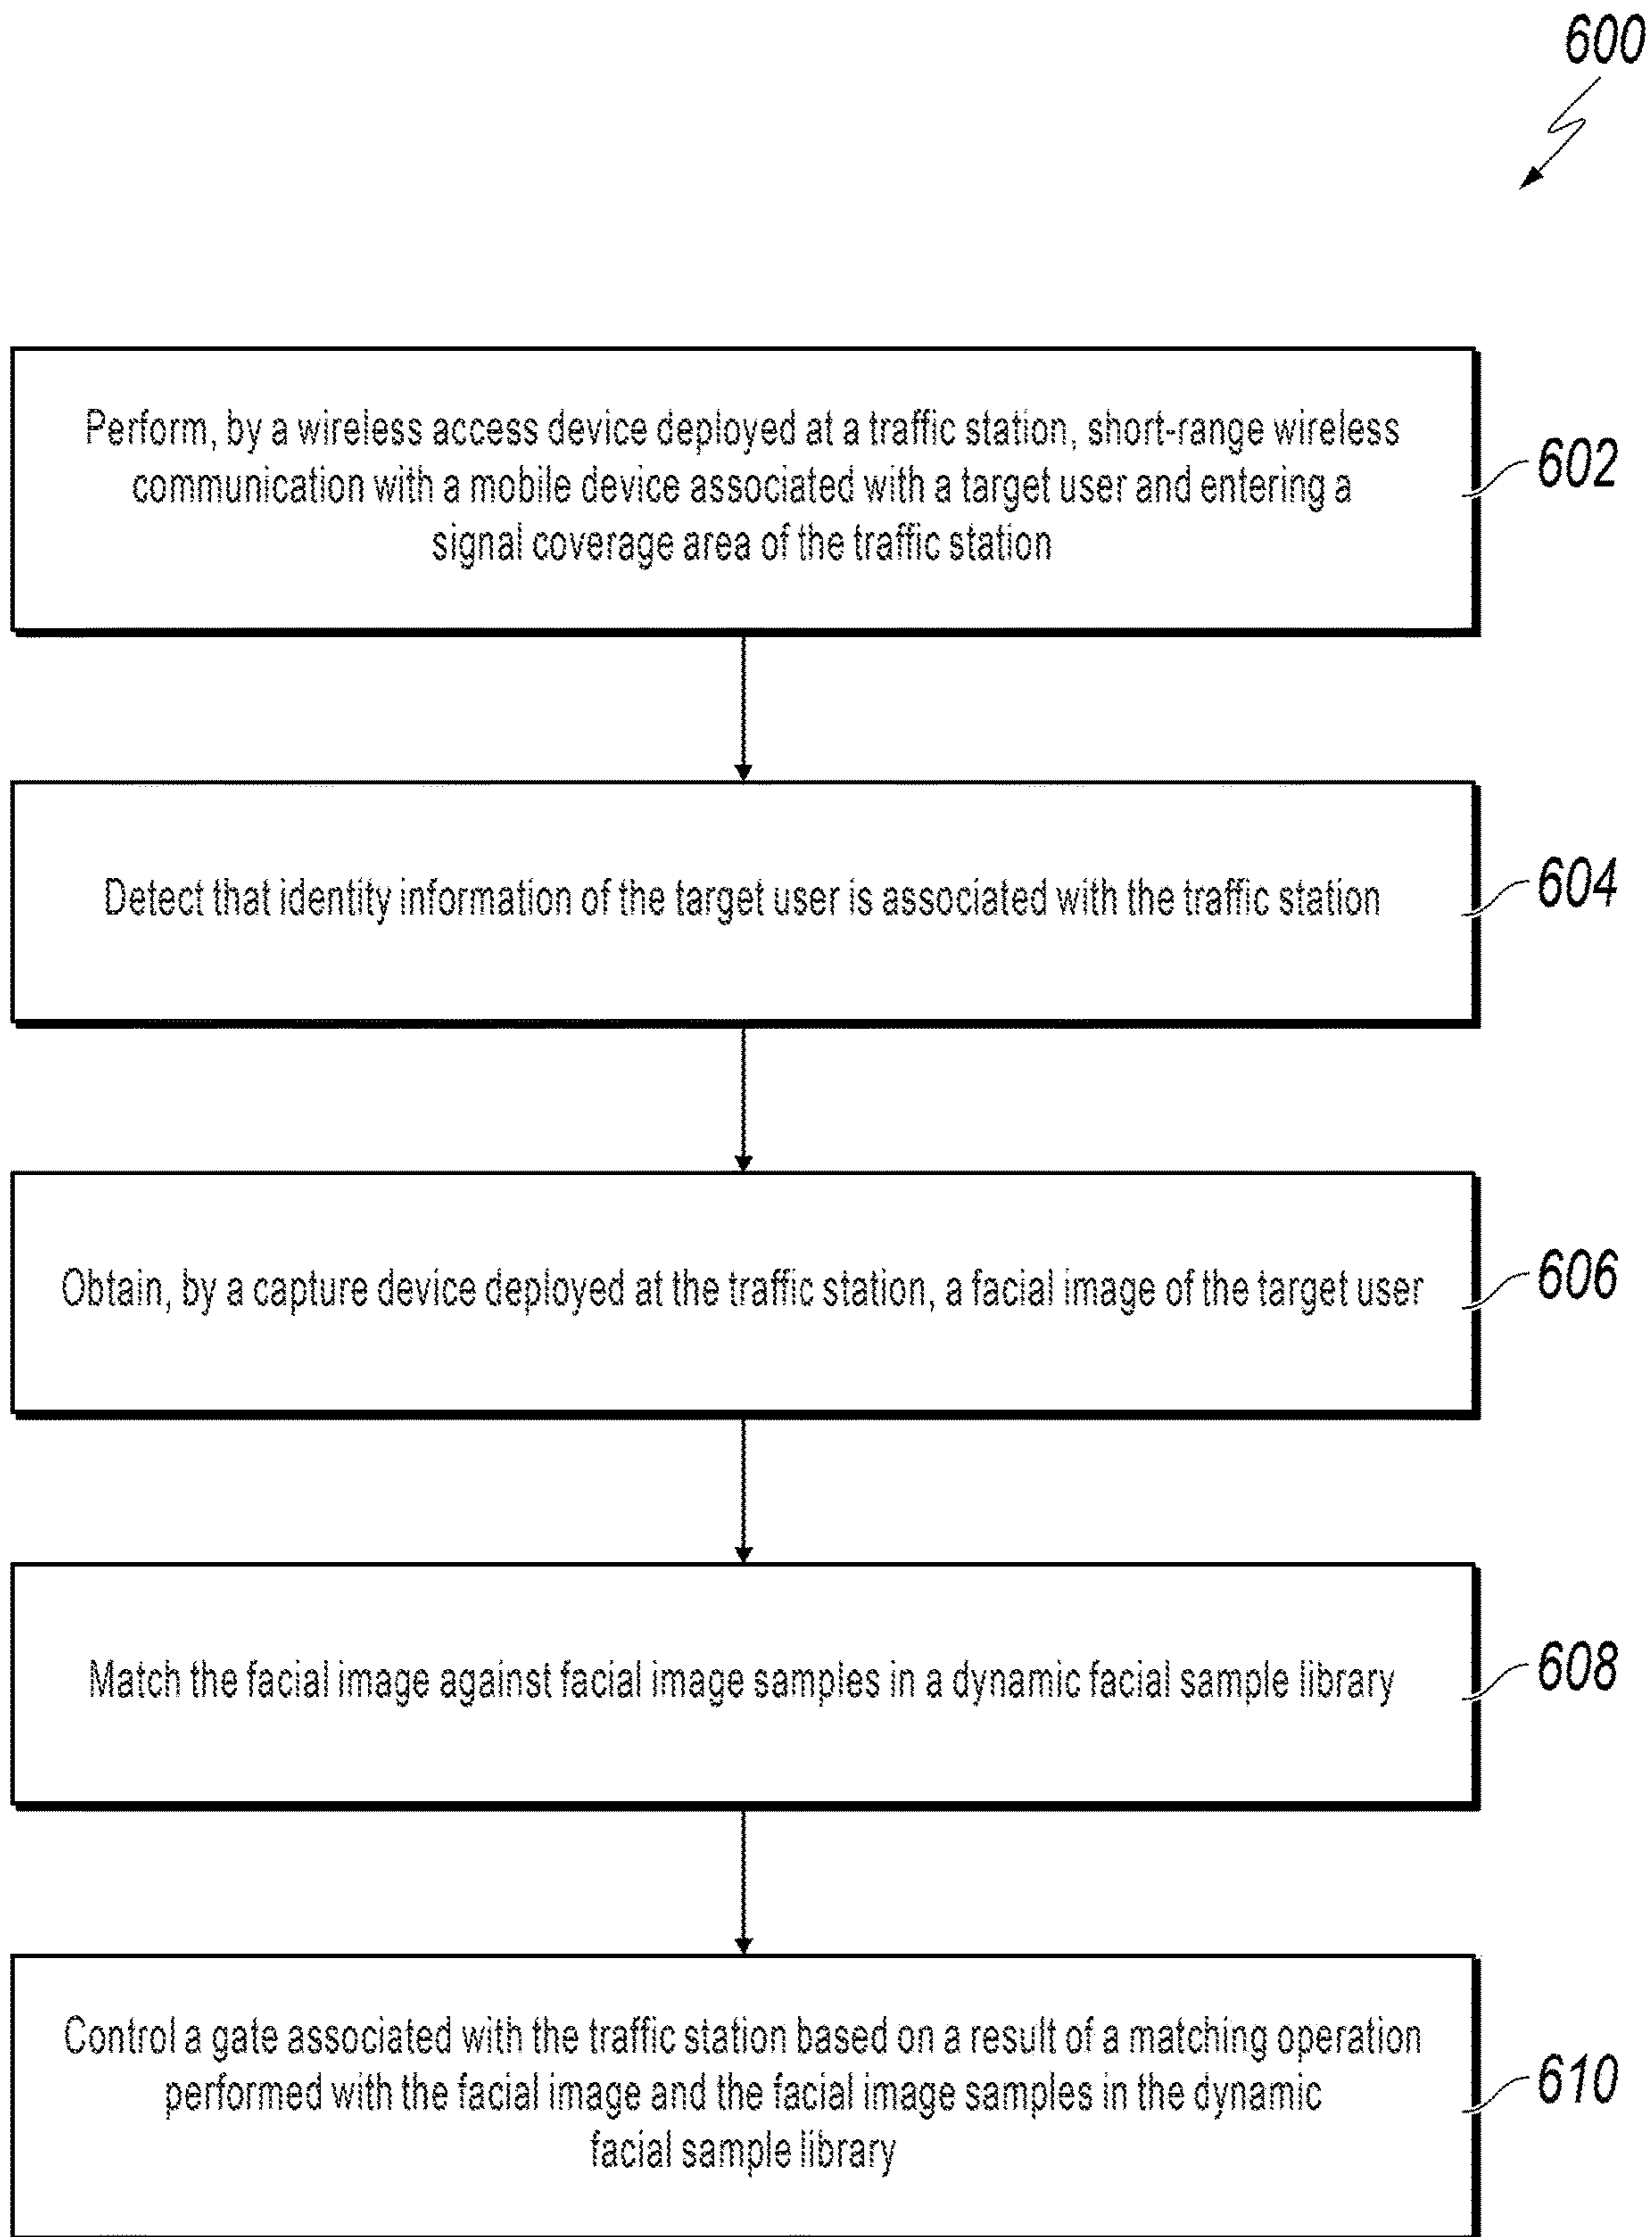 600
Perform, by a wireless access device deployed at a traffic station, short-range wireless
communication with a mobile device associated with a target user and entering a
signal coverage area of the traffic station
602
Detect that identity information of the target user is associated with the traffic station
604
Obtain, by a capture device deployed at the traffic station, a facial image of the target user
606
Match the facial image against facial image samples in a dynamic facial sample library
608
Control a gate associated with the traffic station based on a result of a matching operation
performed with the facial image and the facial image samples in the dynamic
facial sample library
610